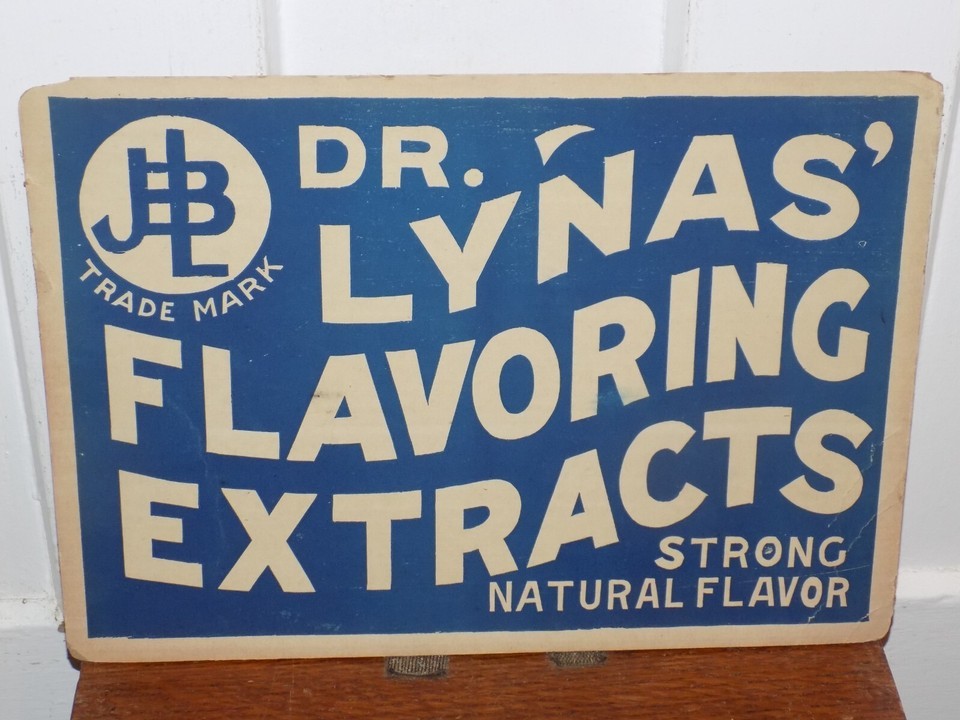 JBL
TRADE MARK
DR.
LYNAS'
FLAVORING
EXTRACTS
STRONG
NATURAL FLAVOR